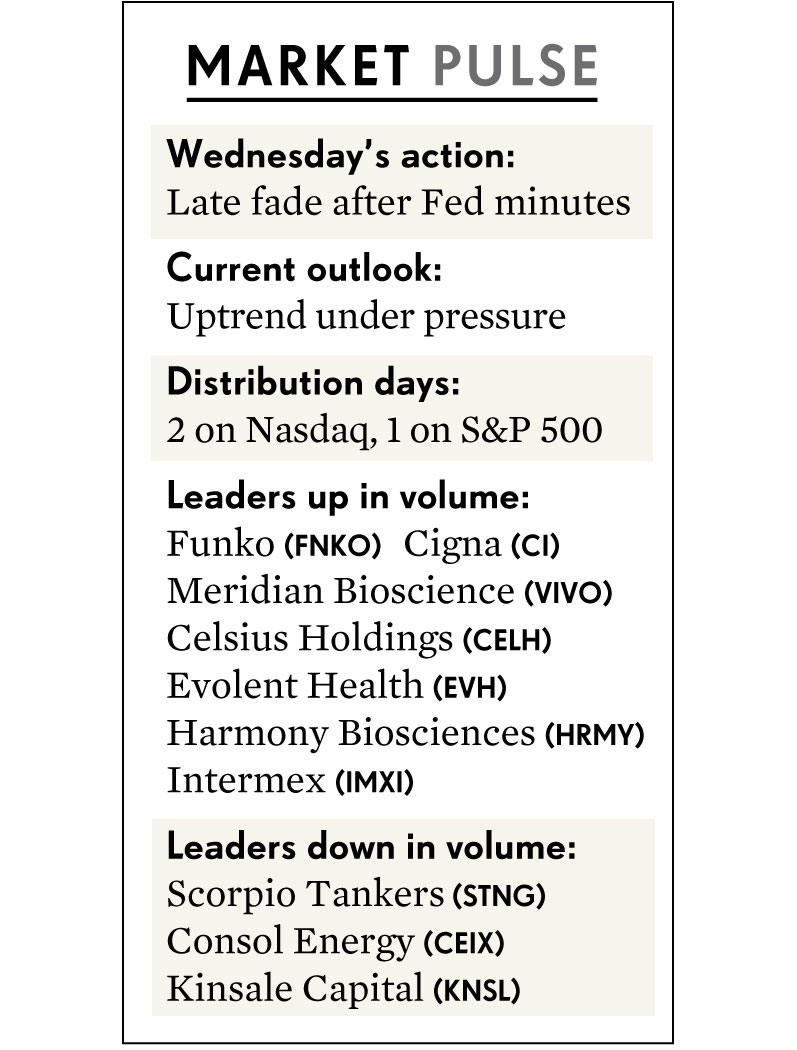 MARKET PULSE
Wednesday’s action:
Late fade after Fed minutes
Current outlook:
Uptrend under pressure
Distribution days:
2 on Nasdaq, 1 on S&P 500
Leaders up in volume:
Funko (FNKO) Cigna (CI)
Meridian Bioscience (VIVO)
Celsius Holdings (CELH)
Evolent Health (EVH)
Harmony Biosciences (HRMY)
Intermex (IMXI)
Leaders down in volume:
Scorpio Tankers (STNG)
Consol Energy (CEIX)
Kinsale Capital (KNSL)